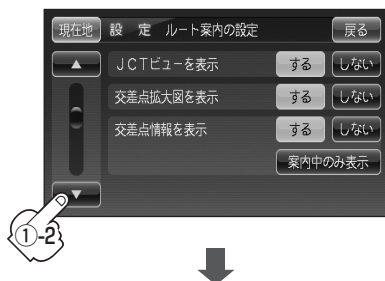 現在地 設 定 ルート案内の設定 戻る
▲ JCTビューを表示 する しない
交差点拡大図を表示 する しない
交差点情報を表示 する しない
案内中のみ表示
▼
①-2